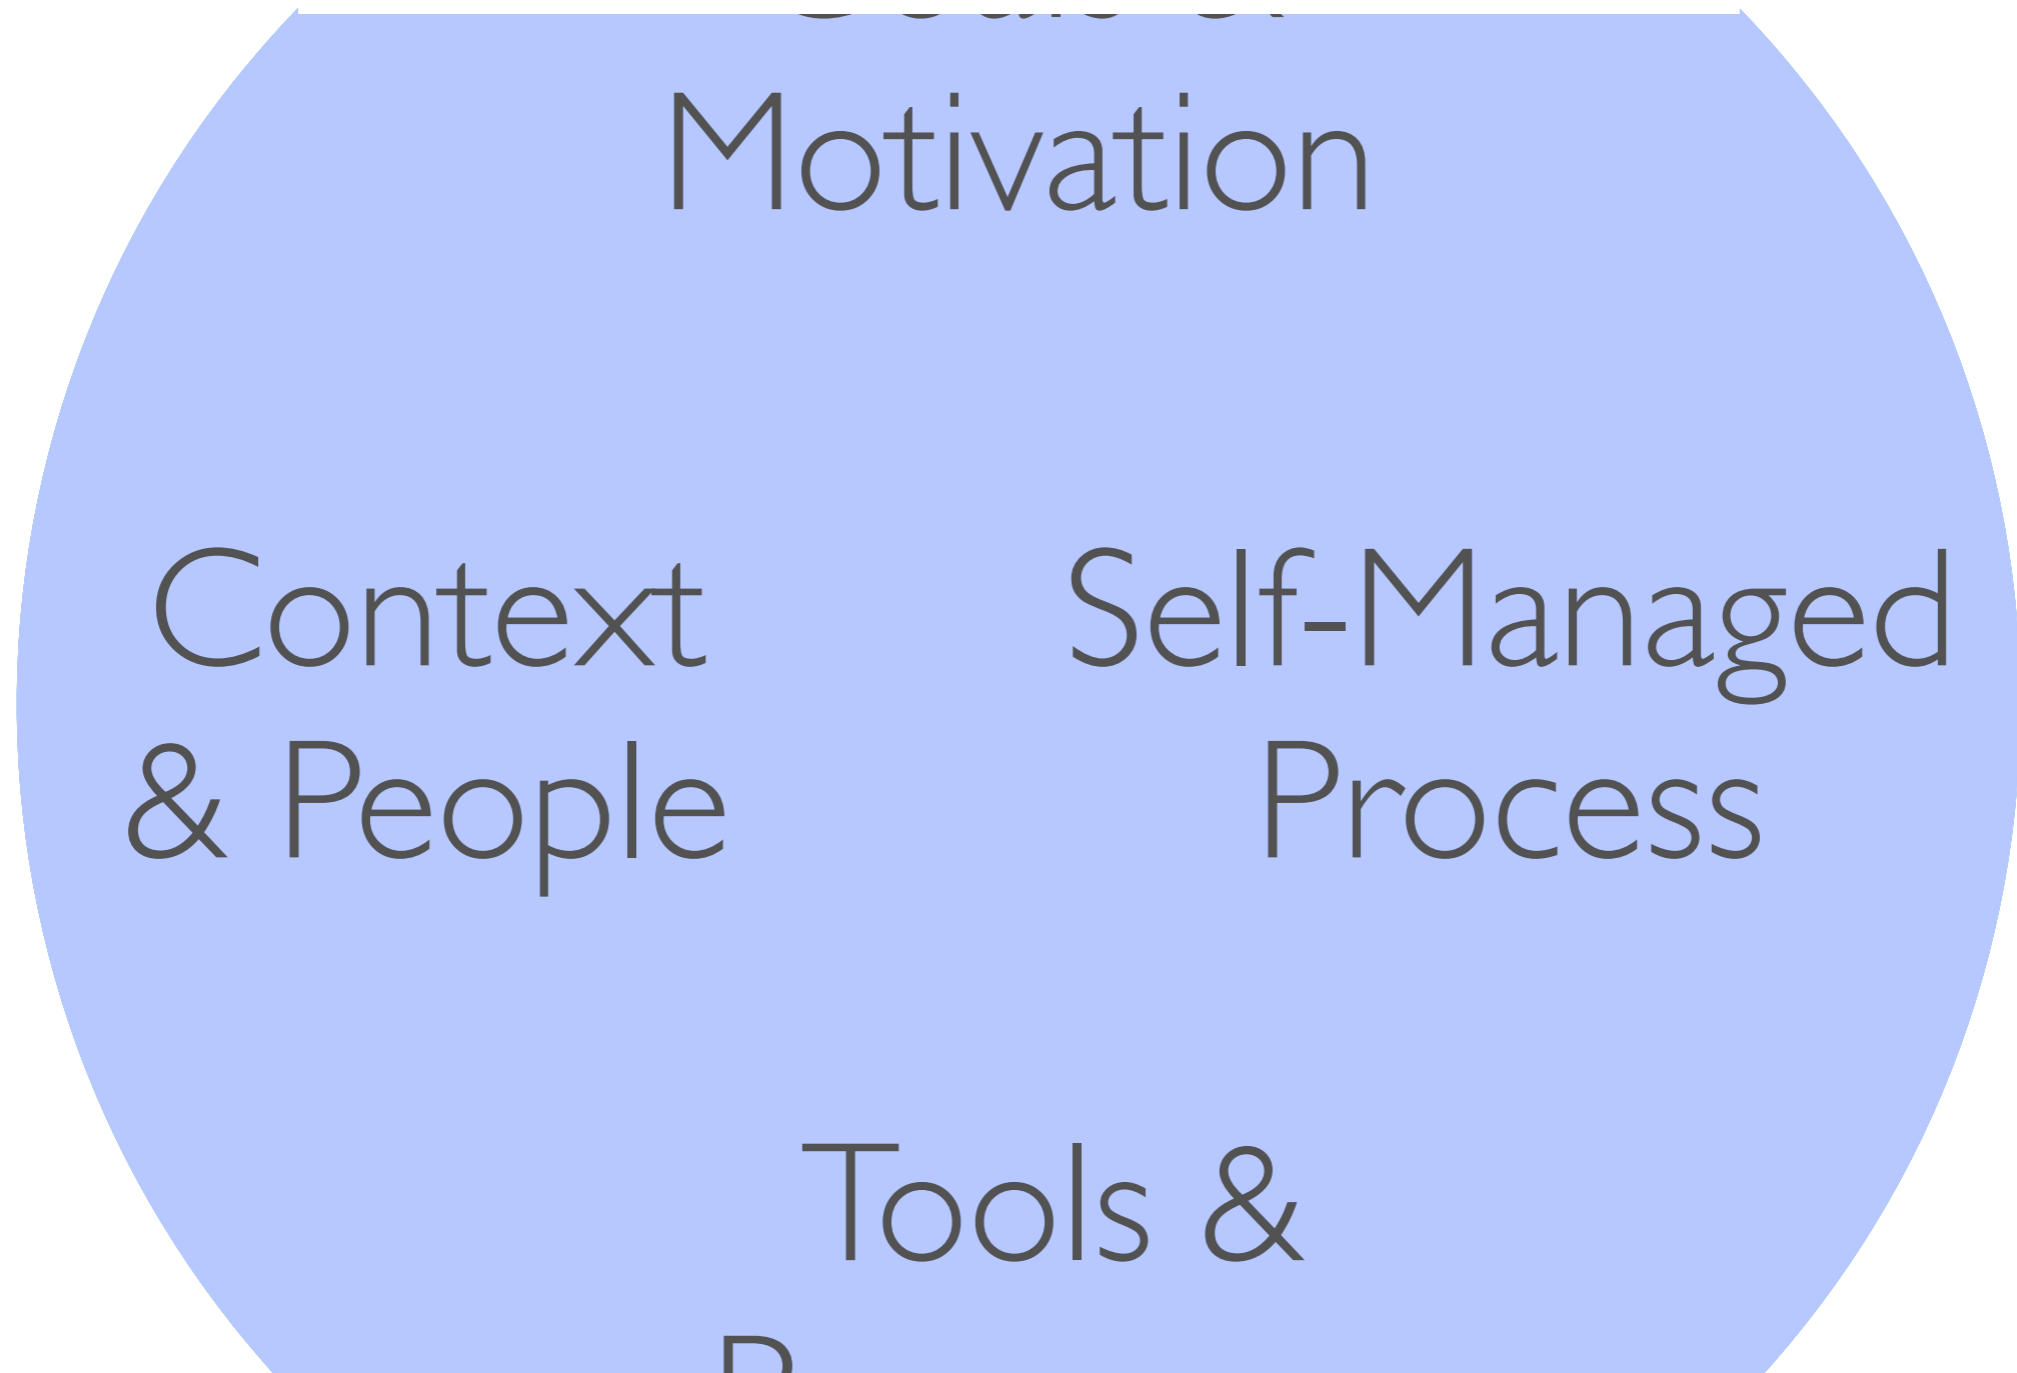 Motivation
Context
& People
Self-Managed
Process
Tools &